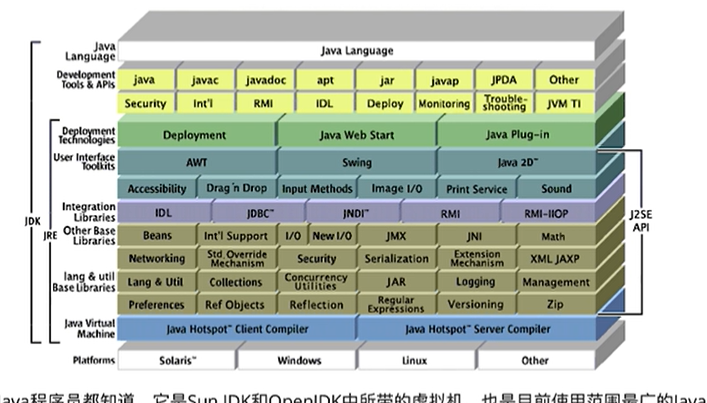 Java Language
Java Language
Development Tools & APIs
java javac javadoc apt jar javap JPDA Other
Security Int'l RMI IDL Deploy Monitoring Trouble-shooting JVM TI
Deployment Technologies
Deployment Java Web Start Java Plug-in
User Interface Toolkits
AWT Swing Java 2D™
Accessibility Drag 'n Drop Input Methods Image I/O Print Service Sound
Integration Libraries
IDL JDBC™ JNDI™ RMI RMI-IIOP
JDK
JRE
J2SE API
Other Base Libraries
Beans Int'l Support I/O New I/O JMX JNI Math
Networking Std. Override Mechanism Security Serialization Extension Mechanism XML JAXP
lang & util Base Libraries
Lang & Util Collections Concurrency Utilities JAR Logging Management
Preferences Ref Objects Reflection Regular Expressions Versioning Zip
Java Virtual Machine
Java Hotspot™ Client Compiler Java Hotspot™ Server Compiler
Platforms
Solaris™ Windows Linux Other
Java程序员都知道，它是Sun JDK和OpenJDK中所带的虚拟机，也是目前使用范围最广的Java